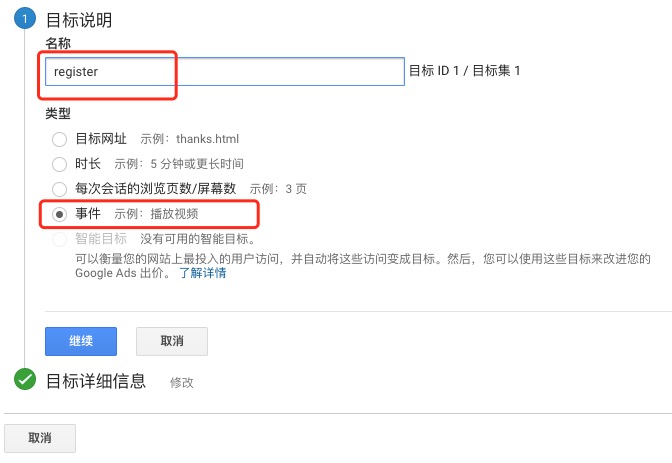 1 目标说明
名称
register 目标 ID 1 / 目标集 1
类型
目标网址 示例：thanks.html
时长 示例：5 分钟或更长时间
每次会话的浏览页数/屏幕数 示例：3 页
事件 示例：播放视频
智能目标 没有可用的智能目标。
可以衡量您的网站上最投入的用户访问，并自动将这些访问变成目标。然后，您可以使用这些目标来改进您的
Google Ads 出价。 了解详情
继续 取消
目标详细信息 修改
取消